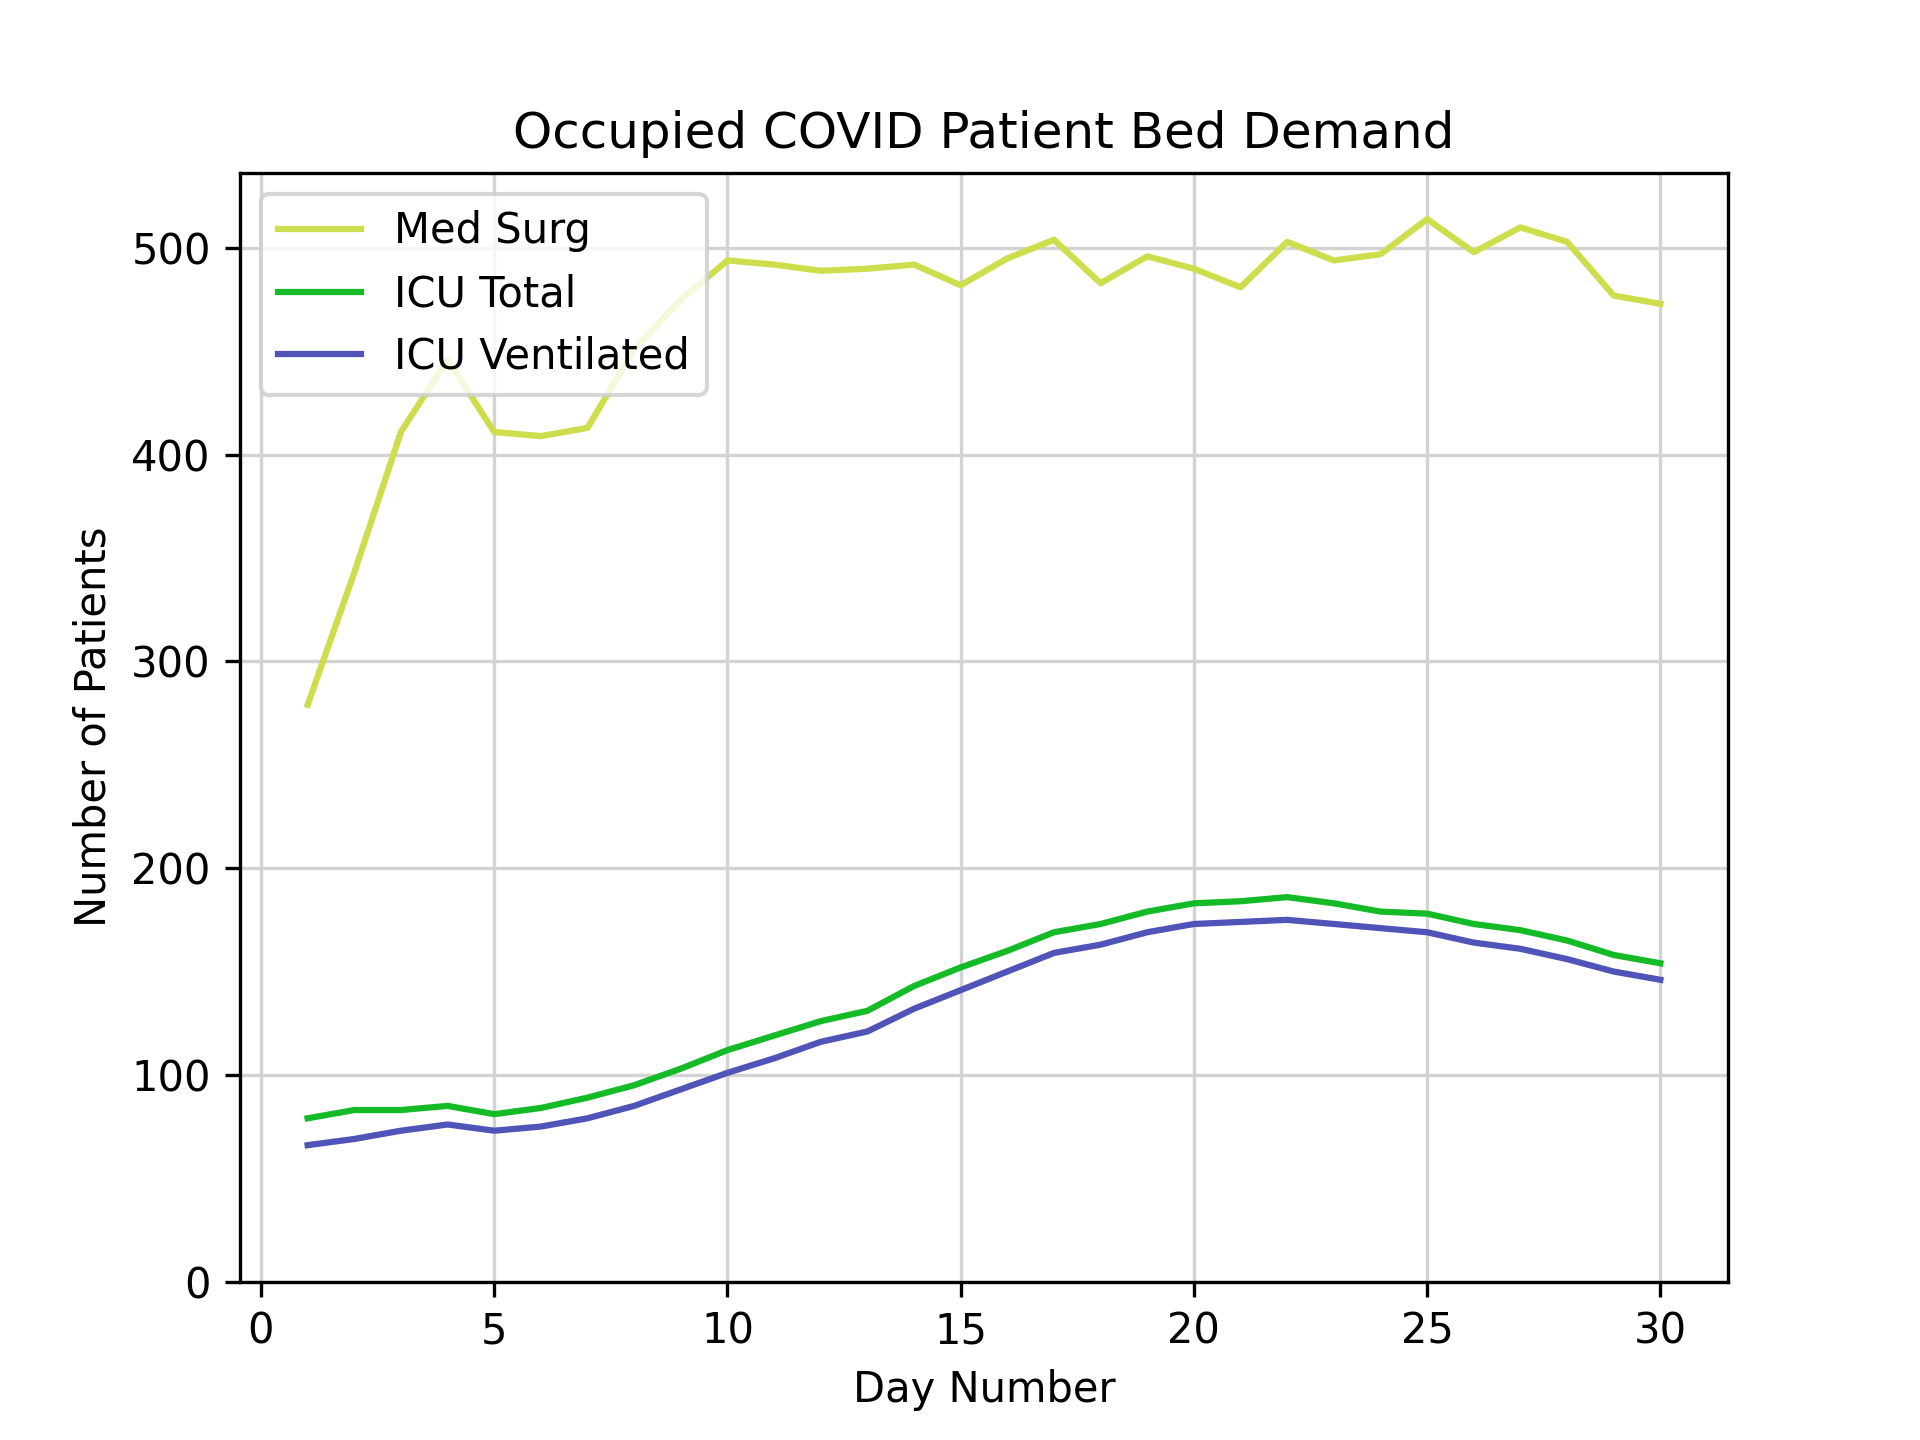 Occupied COVID Patient Bed Demand
Med Surg
ICU Total
ICU Ventilated
500
400
300
200
100
0
Number of Patients
0 5 10 15 20 25 30
Day Number